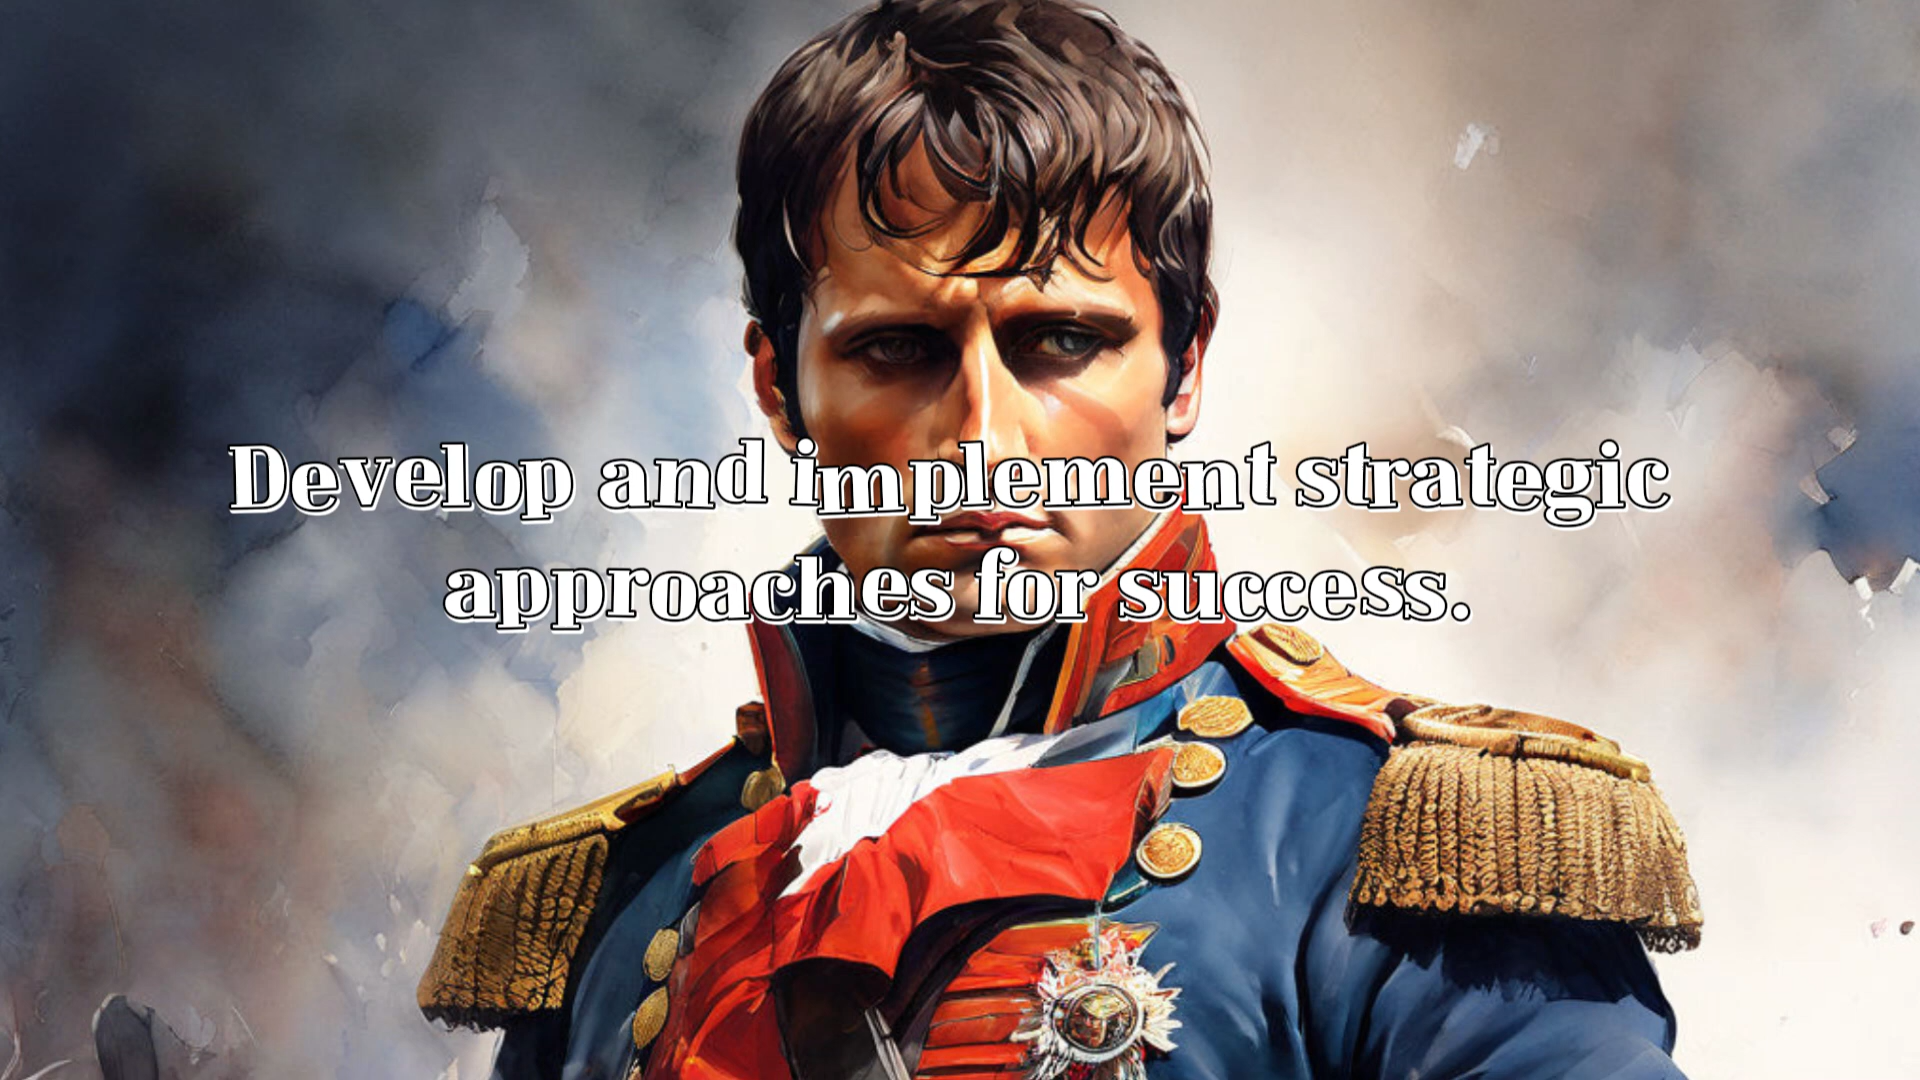 Develop and implement strategic
approaches for success.